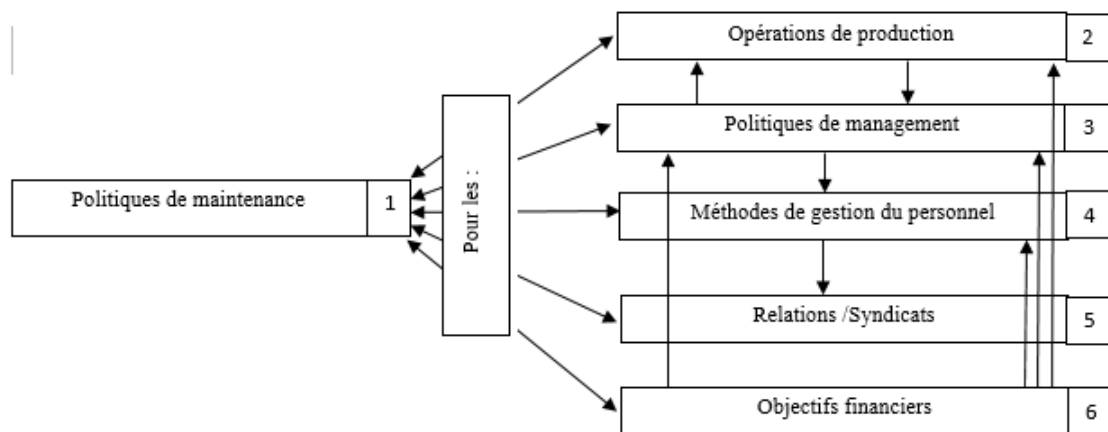 Opérations de production 2
Politiques de management 3
Politiques de maintenance 1
Pour les :
Méthodes de gestion du personnel 4
Relations /Syndicats 5
Objectifs financiers 6